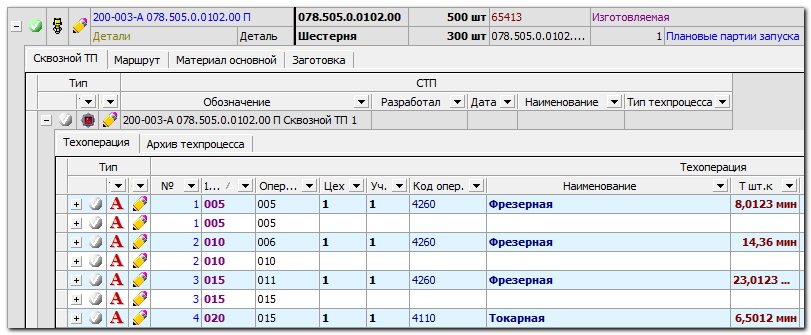 200-003-А 078.505.0.0102.00 П 078.505.0.0102.00 500 шт 65413 Изготовляемая
Детали Деталь Шестерня 300 шт 078.505.0.0102.... 1 Плановые партии запуска
Сквозной ТП Маршрут Материал основной Заготовка
Тип СТП
Обозначение Разработал Дата Наименование Тип техпроцесса
200-003-А 078.505.0.0102.00 П Сквозной ТП 1
Техоперация Архив техпроцесса
Тип Техоперация
№ 1... Опер... Цех Уч. Код опер. Наименование Т шт.к
А 1 005 005 1 1 4260 Фрезерная 8,0123 мин
А 1 005 005
А 2 010 006 1 1 4260 Фрезерная 14,36 мин
А 2 010 010
А 3 015 011 1 1 4260 Фрезерная 23,0123 ...
А 3 015 015
А 4 020 015 1 1 4110 Токарная 6,5012 мин